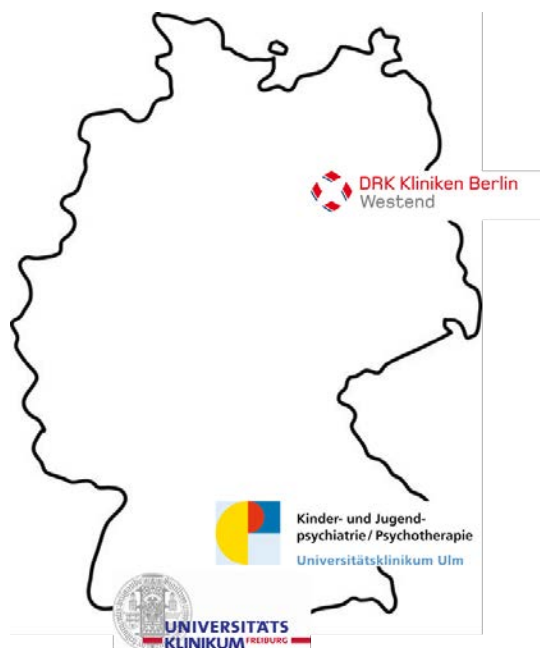 DRK Kliniken Berlin
Westend
Kinder- und Jugend-
psychiatrie / Psychotherapie
Universitätsklinikum Ulm
UNIVERSITÄTS
KLINIKUM FREIBURG